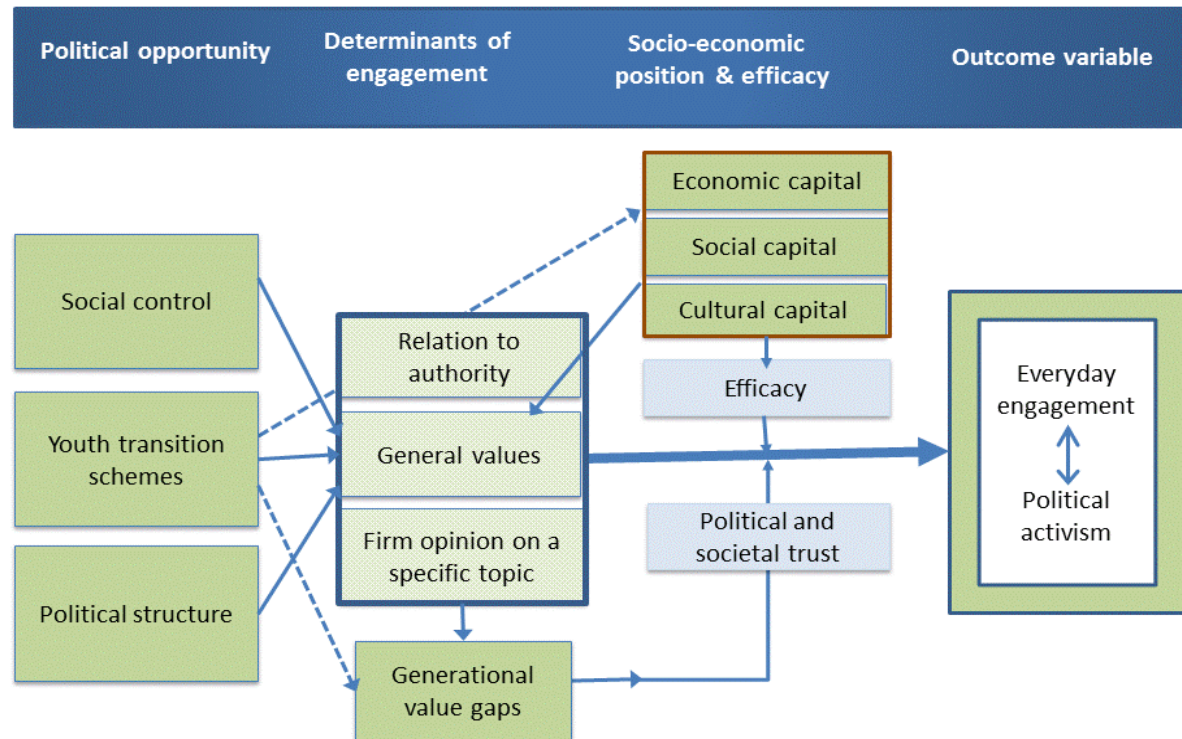 Political opportunity
Determinants of
engagement
Socio-economic
position & efficacy
Outcome variable
Economic capital
Social capital
Cultural capital
Social control
Relation to
authority
Efficacy
Everyday
engagement
Youth transition
schemes
General values
Political and
societal trust
Political
activism
Firm opinion on a
specific topic
Political structure
Generational
value gaps